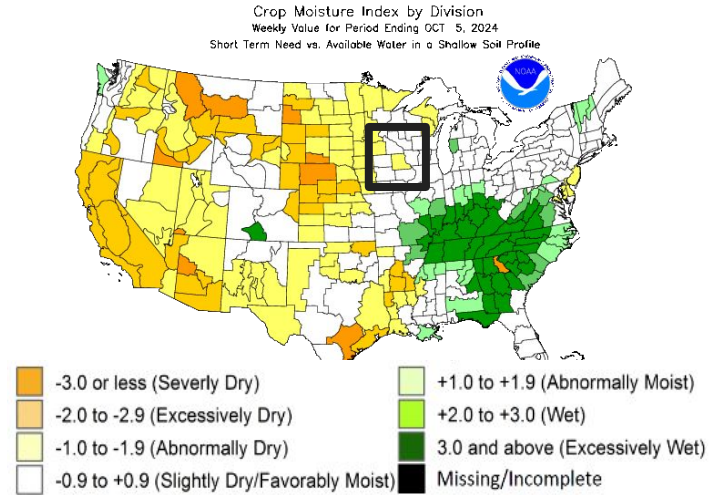 Crop Moisture Index by Division
Weekly Value for Period Ending OCT 5, 2024
Short Term Need vs. Available Water in a Shallow Soil Profile
NOAA
-3.0 or less (Severly Dry)
-2.0 to -2.9 (Excessively Dry)
-1.0 to -1.9 (Abnormally Dry)
-0.9 to +0.9 (Slightly Dry/Favorably Moist)
+1.0 to +1.9 (Abnormally Moist)
+2.0 to +3.0 (Wet)
3.0 and above (Excessively Wet)
Missing/Incomplete